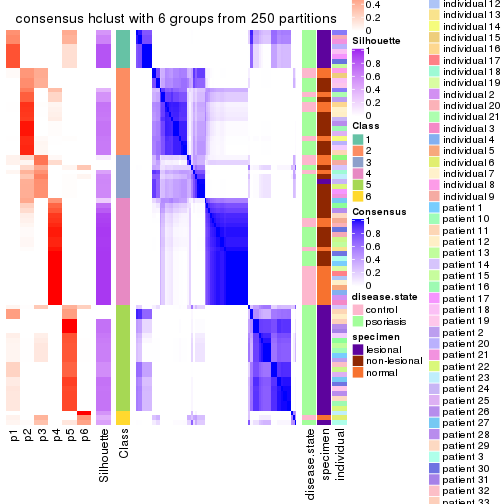 consensus hclust with 6 groups from 250 partitions
p1
p2
p3
p4
p5
p6
Silhouette
Class
disease.state
specimen
individual
0.4
0.2
0
Silhouette
1
0.8
0.6
0.4
0.2
0
Class
1
2
3
4
5
6
Consensus
1
0.8
0.6
0.4
0.2
0
disease.state
control
psoriasis
specimen
lesional
non-lesional
normal
individual 12
individual 13
individual 14
individual 15
individual 16
individual 17
individual 18
individual 19
individual 2
individual 20
individual 21
individual 3
individual 4
individual 5
individual 6
individual 7
individual 8
individual 9
patient 1
patient 10
patient 11
patient 12
patient 13
patient 14
patient 15
patient 16
patient 17
patient 18
patient 19
patient 2
patient 20
patient 21
patient 22
patient 23
patient 24
patient 25
patient 26
patient 27
patient 28
patient 29
patient 3
patient 30
patient 31
patient 32
patient 33